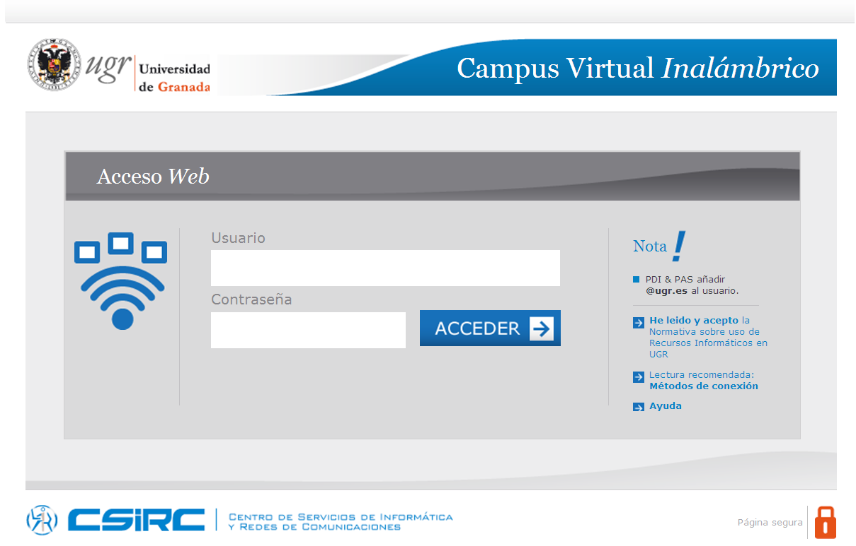 ugr
Universidad
de Granada
Campus Virtual Inalámbrico
Acceso Web
Usuario
Contraseña
ACCEDER
Nota !
PDI & PAS añadir
@ugr.es al usuario.
He leido y acepto la
Normativa sobre uso de
Recursos Informáticos en
UGR
Lectura recomendada:
Métodos de conexión
Ayuda
CSIRC
CENTRO DE SERVICIOS DE INFORMÁTICA
Y REDES DE COMUNICACIONES
Página segura